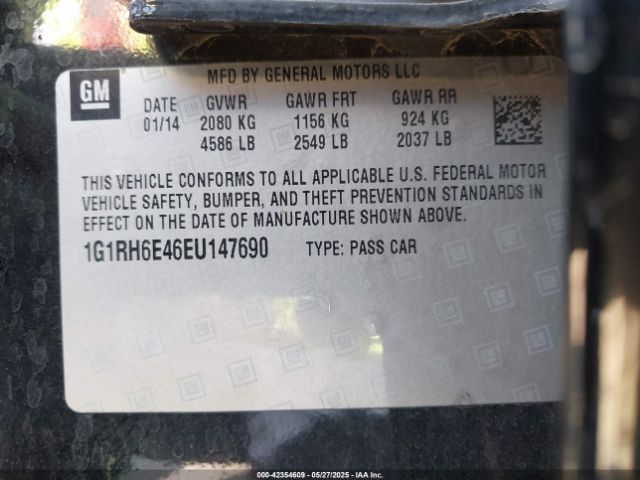 GM
MFD BY GENERAL MOTORS LLC
DATE GVWR GAWR FRT GAWR RR
01/14 2080 KG 1156 KG 924 KG
4586 LB 2549 LB 2037 LB
THIS VEHICLE CONFORMS TO ALL APPLICABLE U.S. FEDERAL MOTOR
VEHICLE SAFETY, BUMPER, AND THEFT PREVENTION STANDARDS IN
EFFECT ON THE DATE OF MANUFACTURE SHOWN ABOVE.
1G1RH6E46EU147690 TYPE: PASS CAR
000-42354609 - 05/27/2025 - IAA Inc.